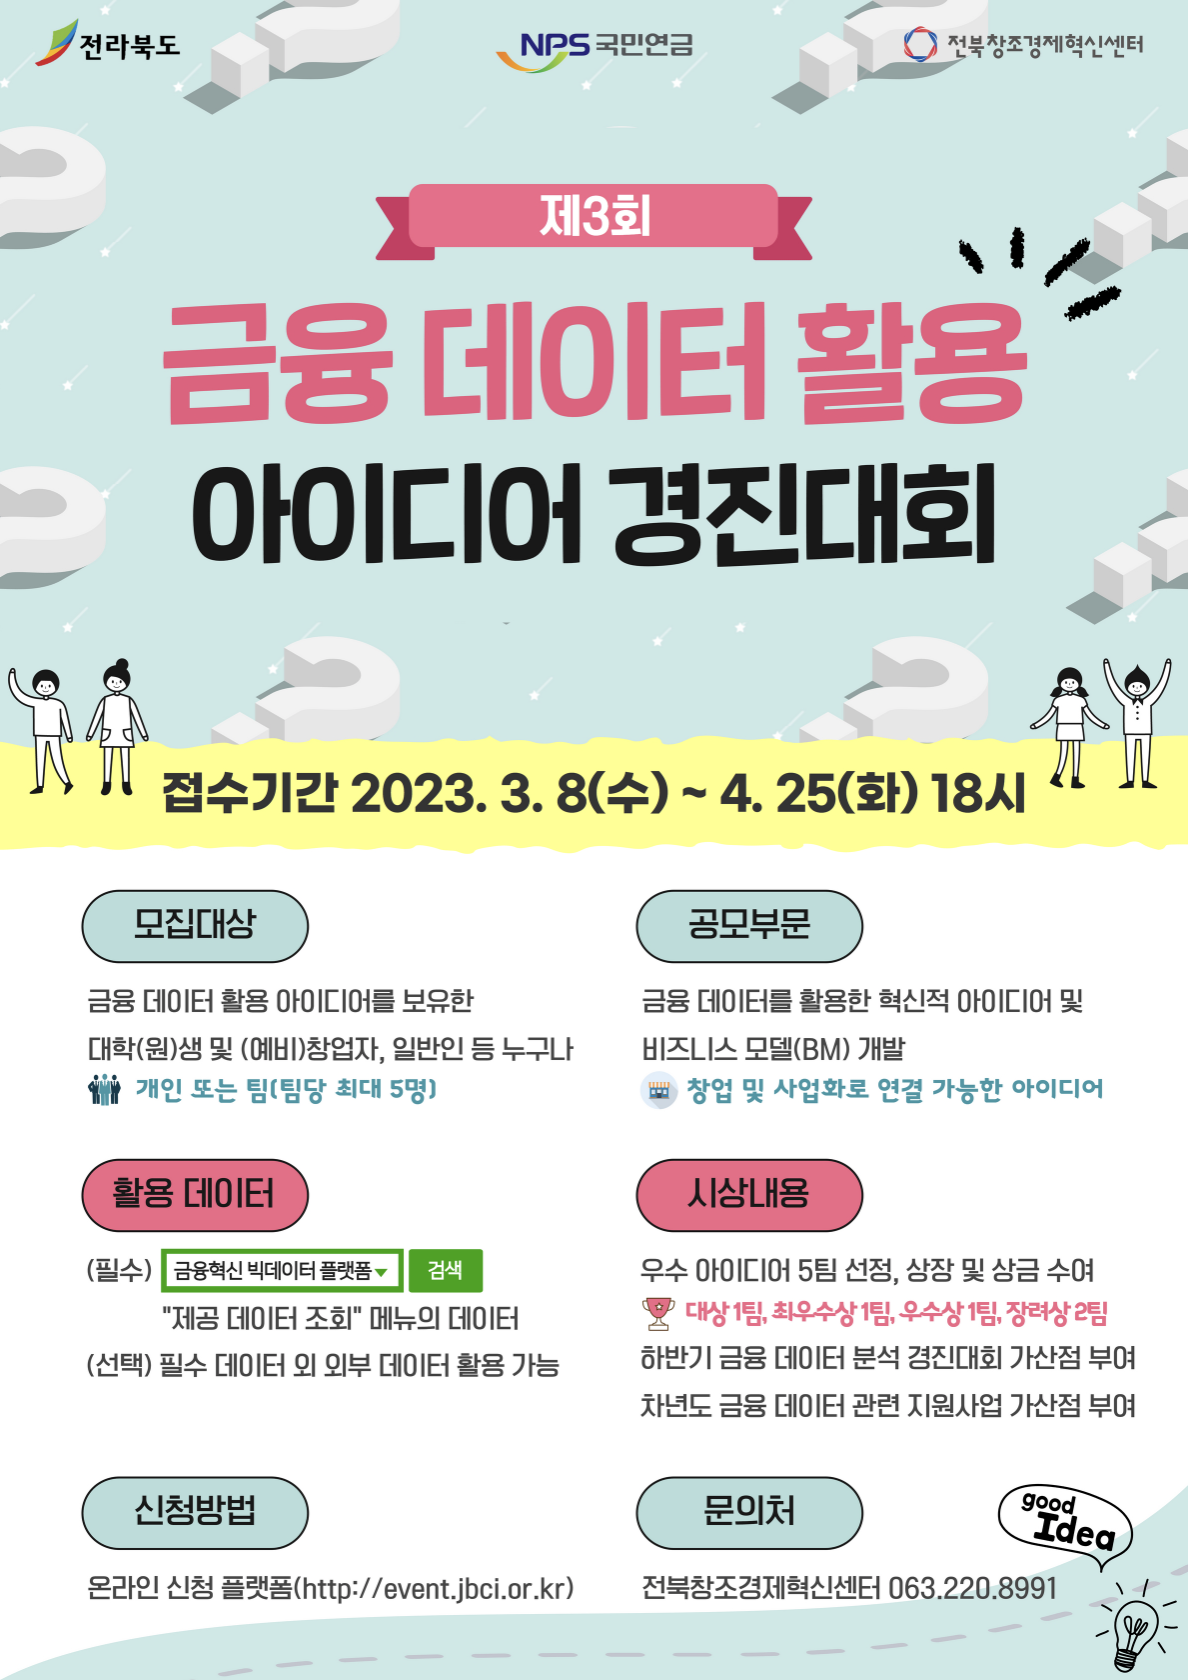 전라북도
NPS 국민연금
전북창조경제혁신센터
제3회
금융 데이터 활용
아이디어 경진대회
접수기간 2023. 3. 8(수) ~ 4. 25(화) 18시
모집대상
금융 데이터 활용 아이디어를 보유한
대학(원)생 및 (예비)창업자, 일반인 등 누구나
개인 또는 팀(팀당 최대 5명)
공모부문
금융 데이터를 활용한 혁신적 아이디어 및
비즈니스 모델(BM) 개발
창업 및 사업화로 연결 가능한 아이디어
활용 데이터
(필수) 금융혁신 빅데이터 플랫폼 검색
"제공 데이터 조회" 메뉴의 데이터
(선택) 필수 데이터 외 외부 데이터 활용 가능
시상내용
우수 아이디어 5팀 선정, 상장 및 상금 수여
대상 1팀, 최우수상 1팀, 우수상 1팀, 장려상 2팀
하반기 금융 데이터 분석 경진대회 가산점 부여
차년도 금융 데이터 관련 지원사업 가산점 부여
신청방법
온라인 신청 플랫폼(http://event.jbci.or.kr)
문의처
전북창조경제혁신센터 063.220.8991
good
Idea